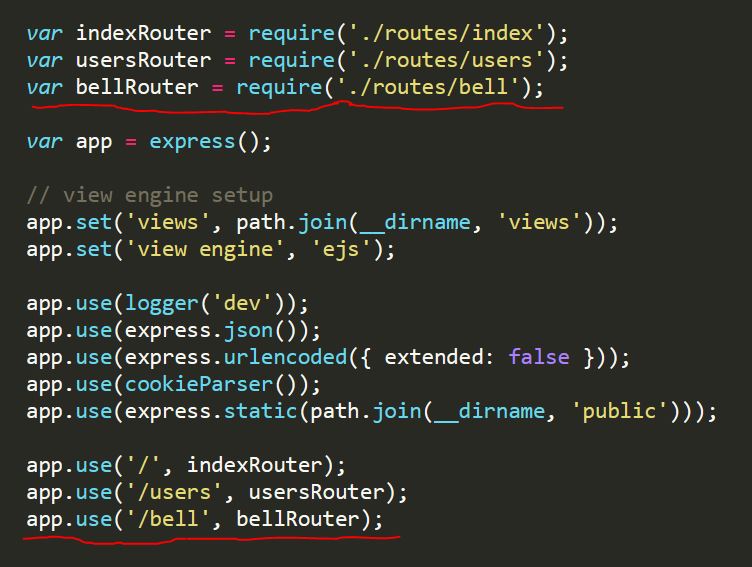 var indexRouter = require('./routes/index');
var usersRouter = require('./routes/users');
var bellRouter = require('./routes/bell');
var app = express();
// view engine setup
app.set('views', path.join(__dirname, 'views'));
app.set('view engine', 'ejs');
app.use(logger('dev'));
app.use(express.json());
app.use(express.urlencoded({ extended: false }));
app.use(cookieParser());
app.use(express.static(path.join(__dirname, 'public')));
app.use('/', indexRouter);
app.use('/users', usersRouter);
app.use('/bell', bellRouter);